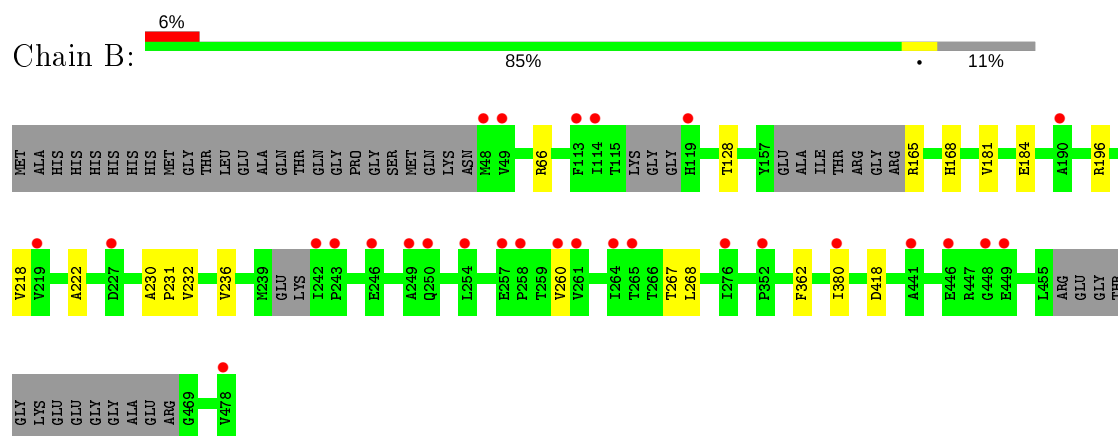 6%
Chain B:
85% • 11%
MET ALA HIS HIS HIS HIS HIS HIS MET GLY THR LEU GLU GLU ALA GLN THR GLN GLY PRO GLY SER MET GLN LYS ASN M48 V49 R66 F113 I114 T115 LYS GLY GLY H119 T128 Y157 GLU ALA ILE THR ARG GLY ARG R165 H168 V181 E184 A190 R196
V218 V219 A222 D227 A230 P231 V232 V236 M239 GLU LYS I242 P243 E246 A249 Q250 L254 E257 P258 T259 V260 V261 I264 T265 T266 T267 L268 I276 P352 F362 I380 D418 A441 E446 R447 G448 E449 L455 ARG GLU GLY THR
GLY LYS GLU GLU GLY GLY ALA GLU ARG G469 V478